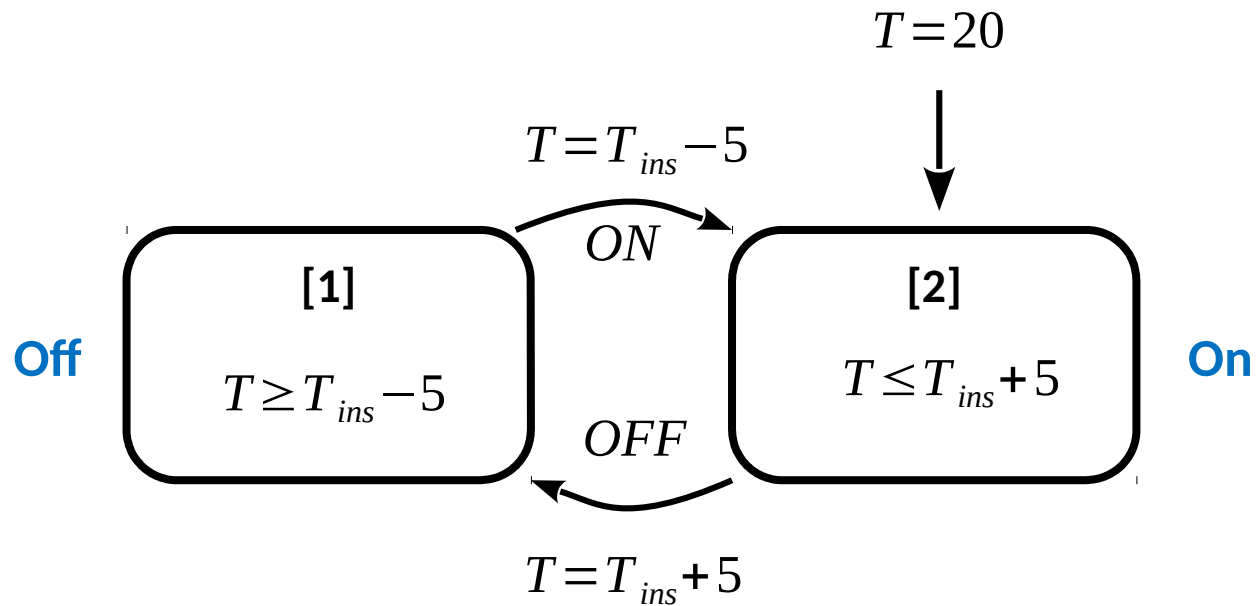 T=20
T=T_ins−5
ON
[1]
[2]
Off
T≥T_ins−5
T≤T_ins+5
On
OFF
T=T_ins+5